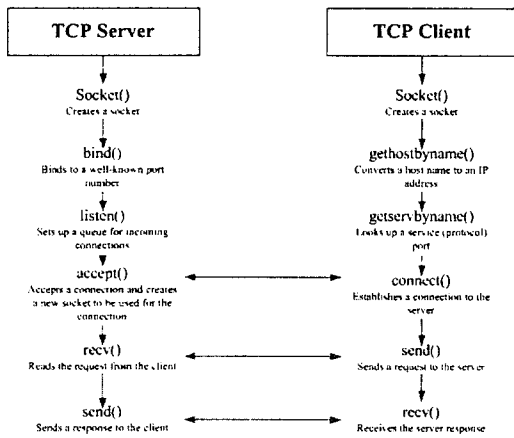 TCP Server
Socket()
Creates a socket
bind()
Binds to a well-known port
number
listen()
Sets up a queue for incoming
connections
accept()
Accepts a connection and creates
a new socket to be used for the
connection
recv()
Reads the request from the client
send()
Sends a response to the client
TCP Client
Socket()
Creates a socket
gethostbyname()
Converts a host name to an IP
address
getservbyname()
Looks up a service (protocol)
port
connect()
Establishes a connection to the
server
send()
Sends a request to the server
recv()
Receives the server response